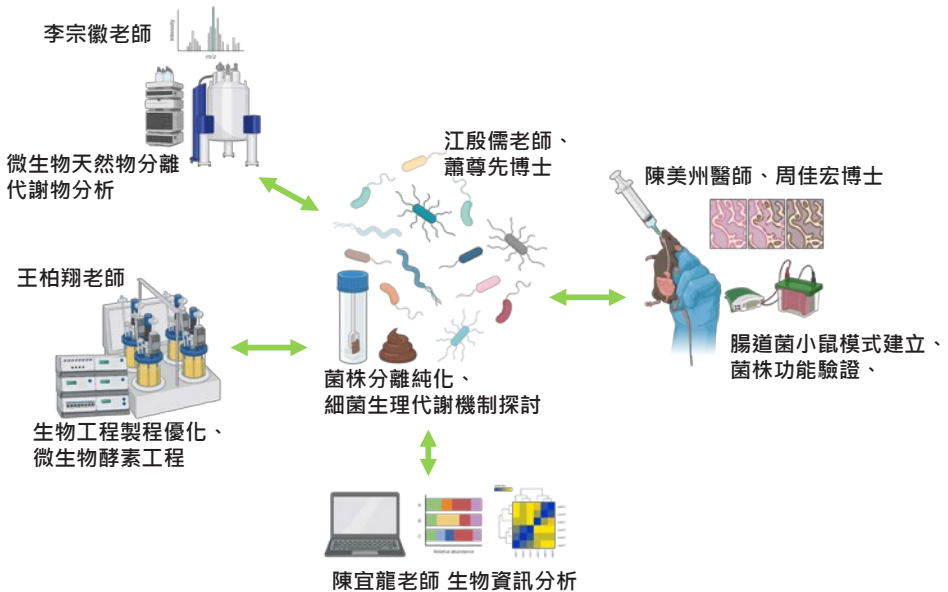 李宗徽老師
Intensity
m/z
微生物天然物分離
代謝物分析
江殷儒老師、
蕭尊先博士
陳美州醫師、周佳宏博士
王柏翔老師
腸道菌小鼠模式建立、
菌株功能驗證、
菌株分離純化、
細菌生理代謝機制探討
生物工程製程優化、
微生物酵素工程
A
B
C
Relative abundance
陳宜龍老師 生物資訊分析